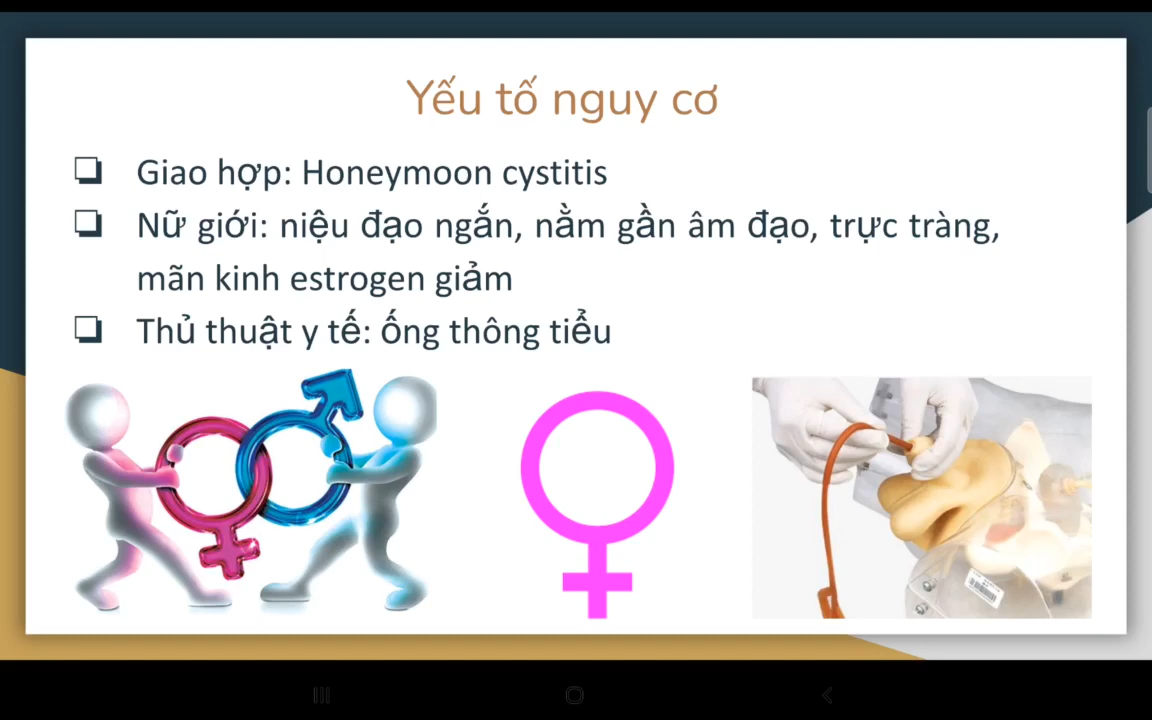 Yếu tố nguy cơ
❏ Giao hợp: Honeymoon cystitis
❏ Nữ giới: niệu đạo ngắn, nằm gần âm đạo, trực tràng,
mãn kinh estrogen giảm
❏ Thủ thuật y tế: ống thông tiểu